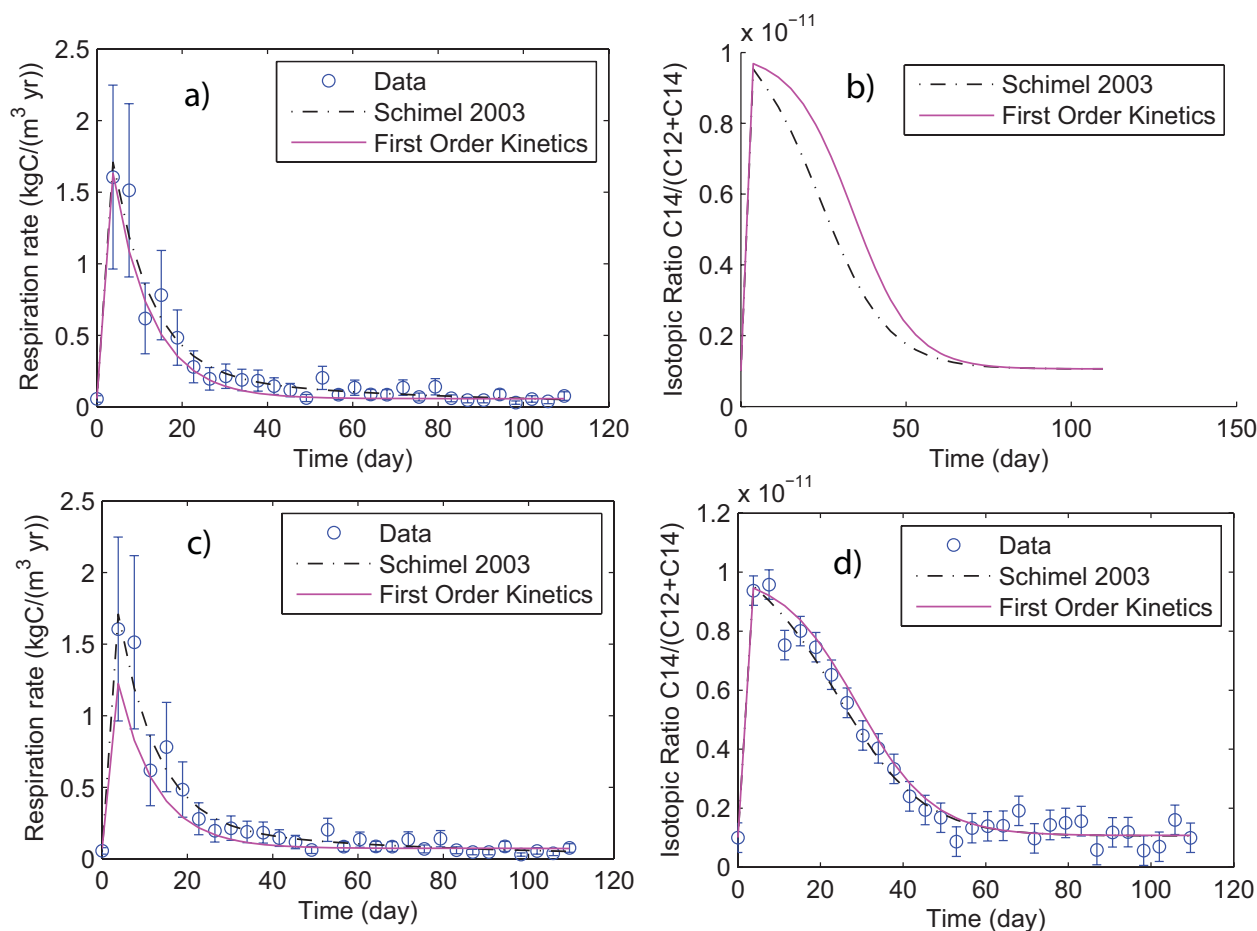 a)
Data
Schimel 2003
First Order Kinetics
Respiration rate (kgC/(m³ yr))
2.5
2
1.5
1
0.5
0
0 20 40 60 80 100 120
Time (day)
x 10⁻¹¹
b)
Schimel 2003
First Order Kinetics
Isotopic Ratio C14/(C12+C14)
1
0.8
0.6
0.4
0.2
0
0 50 100 150
Time (day)
c)
Data
Schimel 2003
First Order Kinetics
Respiration rate (kgC/(m³ yr))
2.5
2
1.5
1
0.5
0
0 20 40 60 80 100 120
Time (day)
x 10⁻¹¹
d)
Data
Schimel 2003
First Order Kinetics
Isotopic Ratio C14/(C12+C14)
1.2
1
0.8
0.6
0.4
0.2
0
0 20 40 60 80 100 120
Time (day)